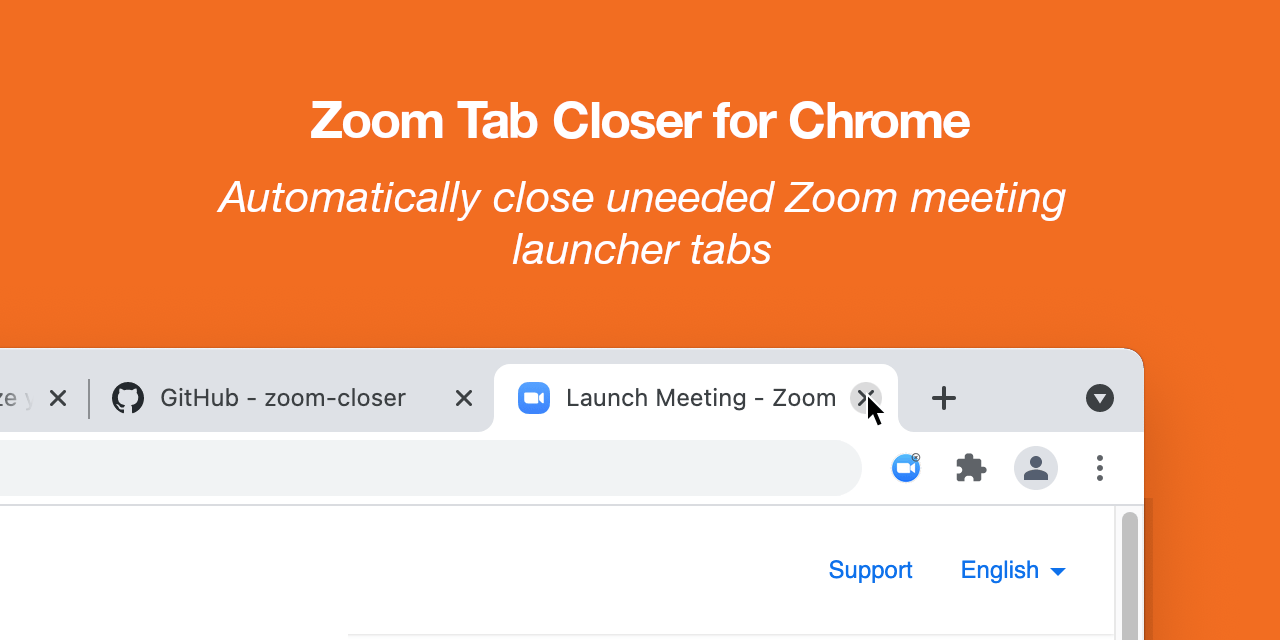 Zoom Tab Closer for Chrome
Automatically close uneeded Zoom meeting
launcher tabs
GitHub - zoom-closer
Launch Meeting - Zoom
Support
English